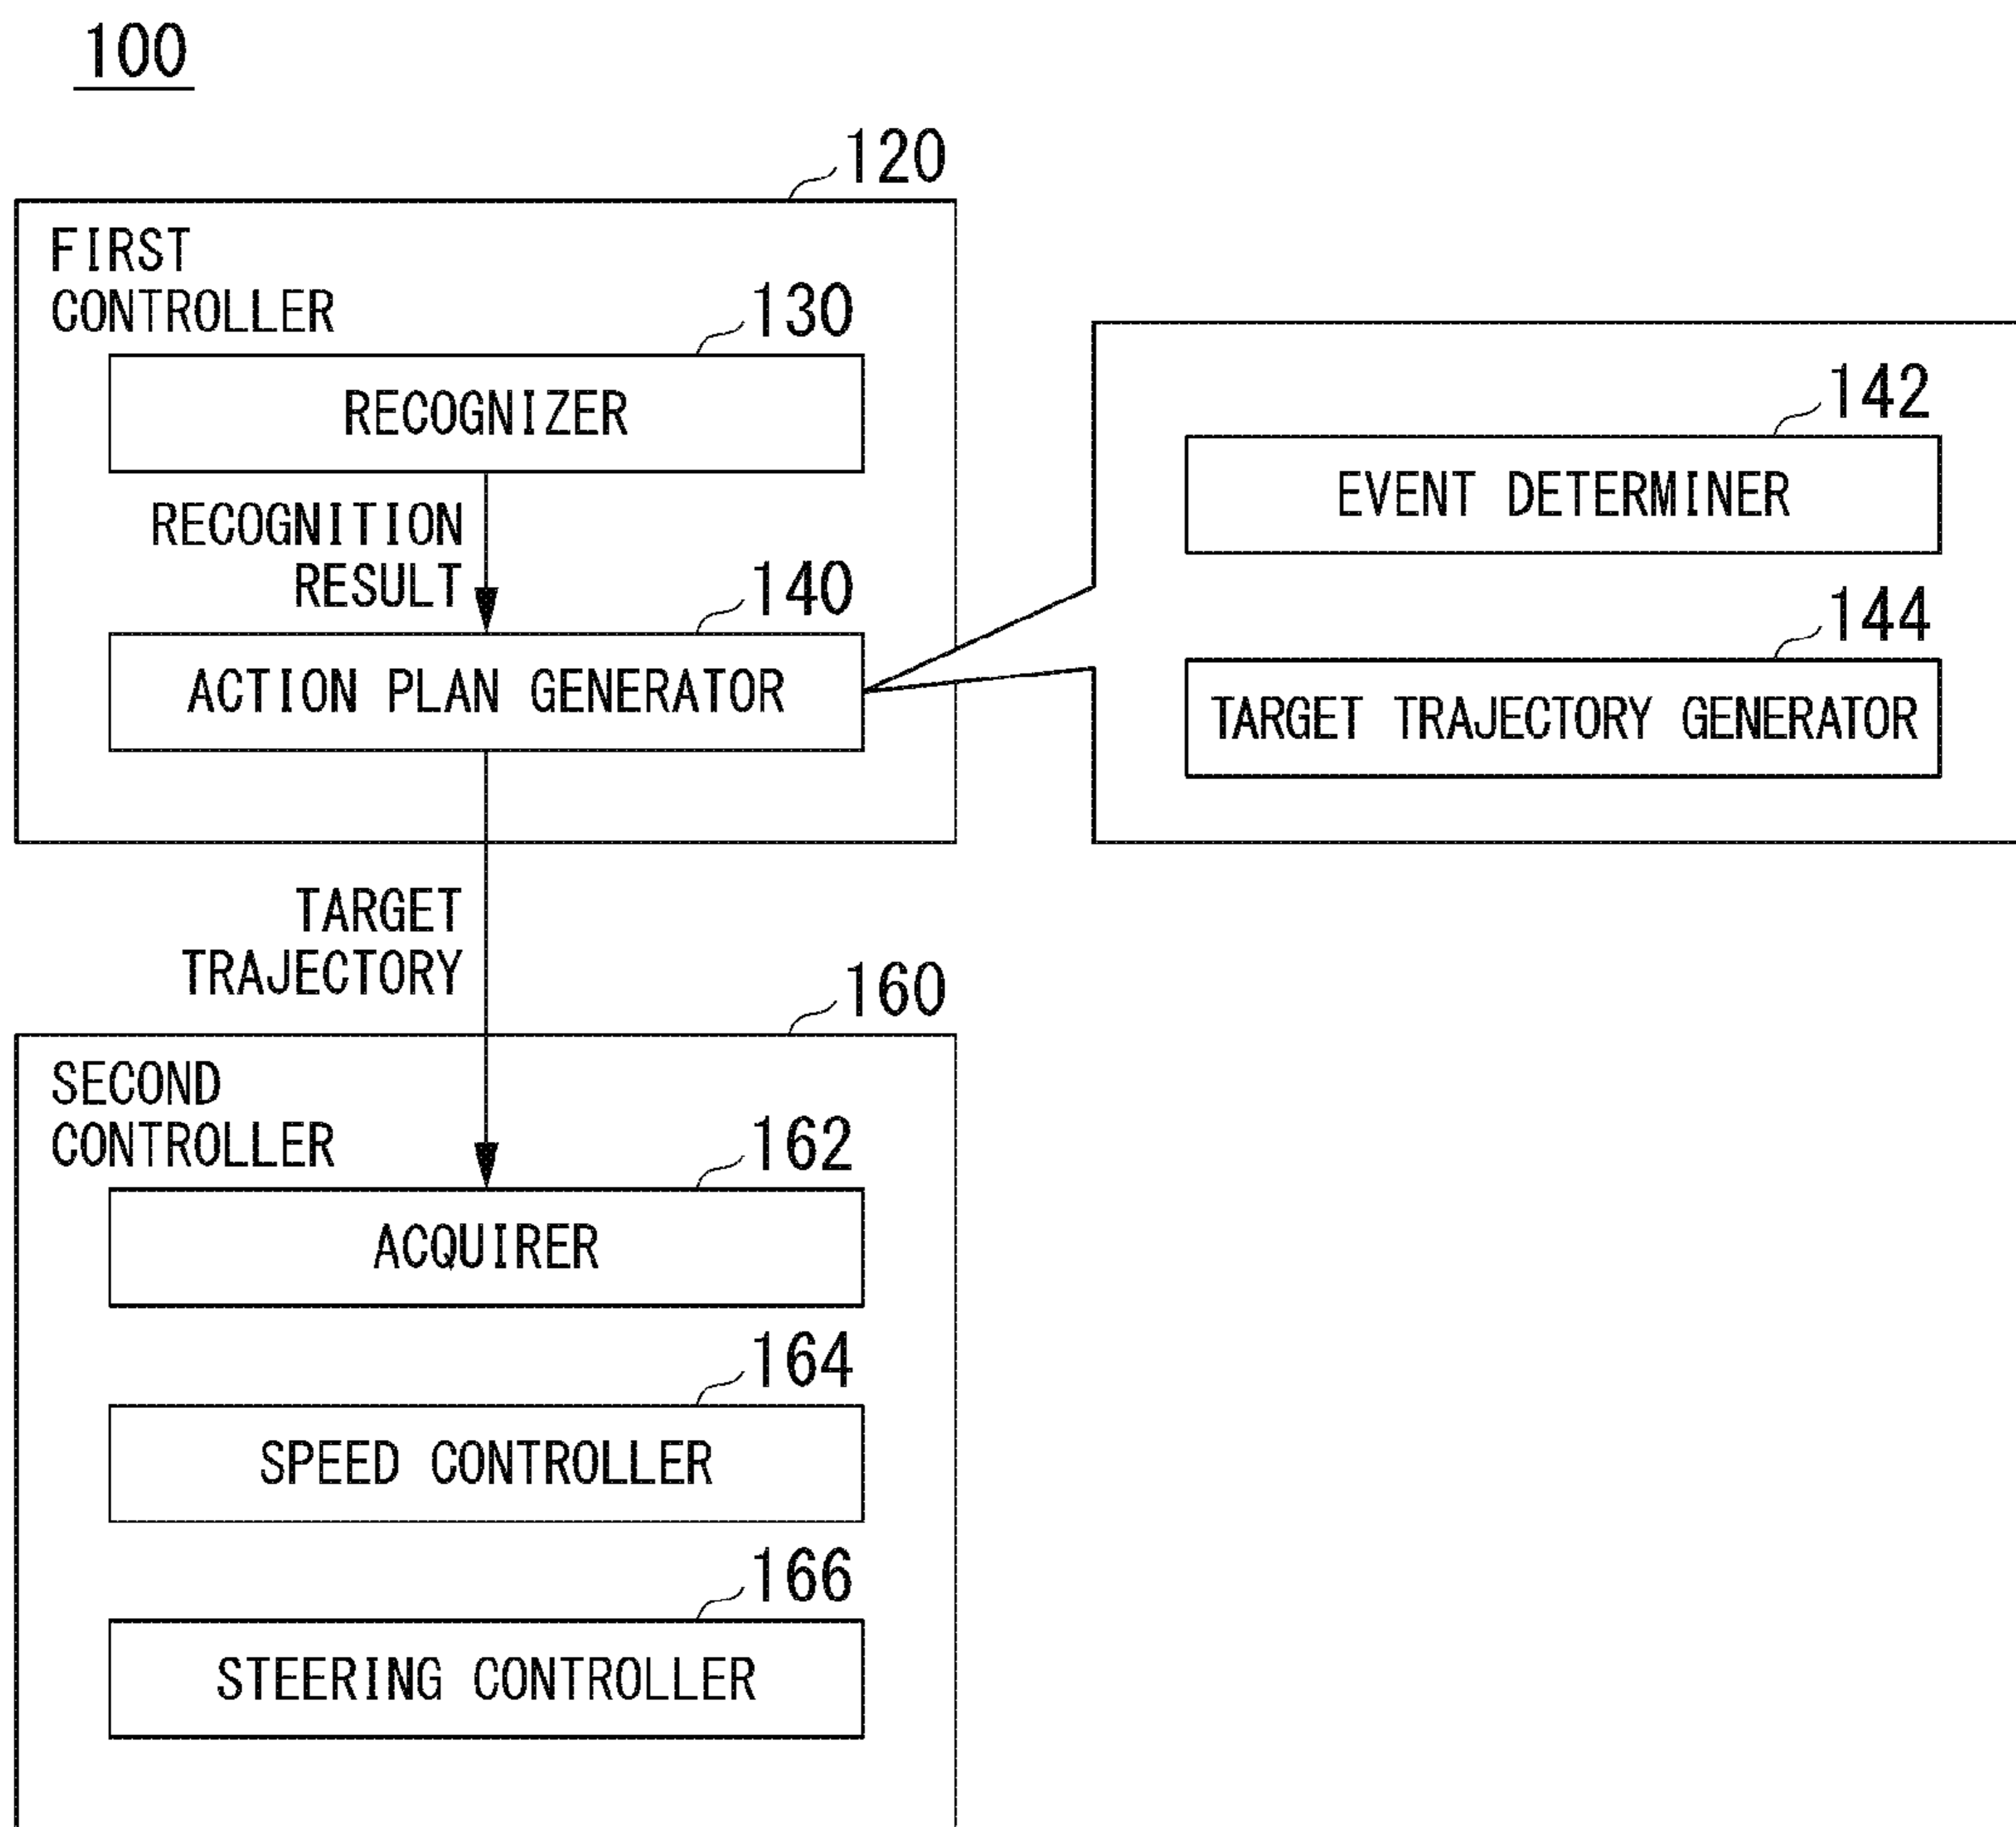 100
120
FIRST
CONTROLLER
130
RECOGNIZER
RECOGNITION
RESULT
140
ACTION PLAN GENERATOR
142
EVENT DETERMINER
144
TARGET TRAJECTORY GENERATOR
TARGET
TRAJECTORY
160
SECOND
CONTROLLER
162
ACQUIRER
164
SPEED CONTROLLER
166
STEERING CONTROLLER